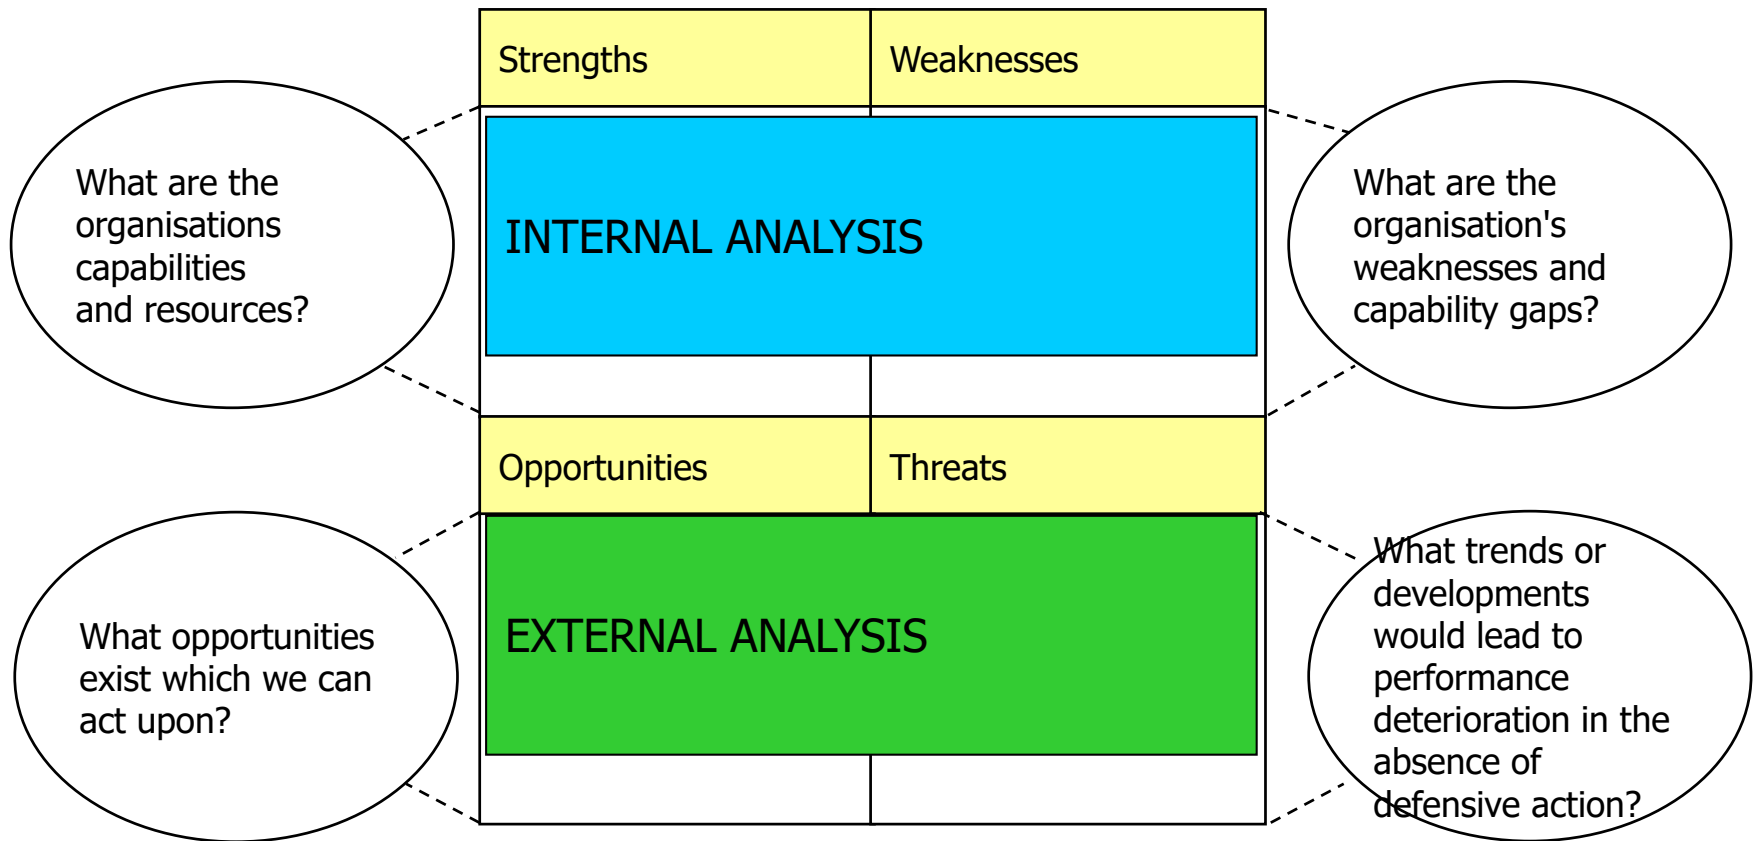 Strengths
Weaknesses
What are the
organisations
capabilities
and resources?
INTERNAL ANALYSIS
What are the
organisation's
weaknesses and
capability gaps?
Opportunities
Threats
What opportunities
exist which we can
act upon?
EXTERNAL ANALYSIS
What trends or
developments
would lead to
performance
deterioration in the
absence of
defensive action?